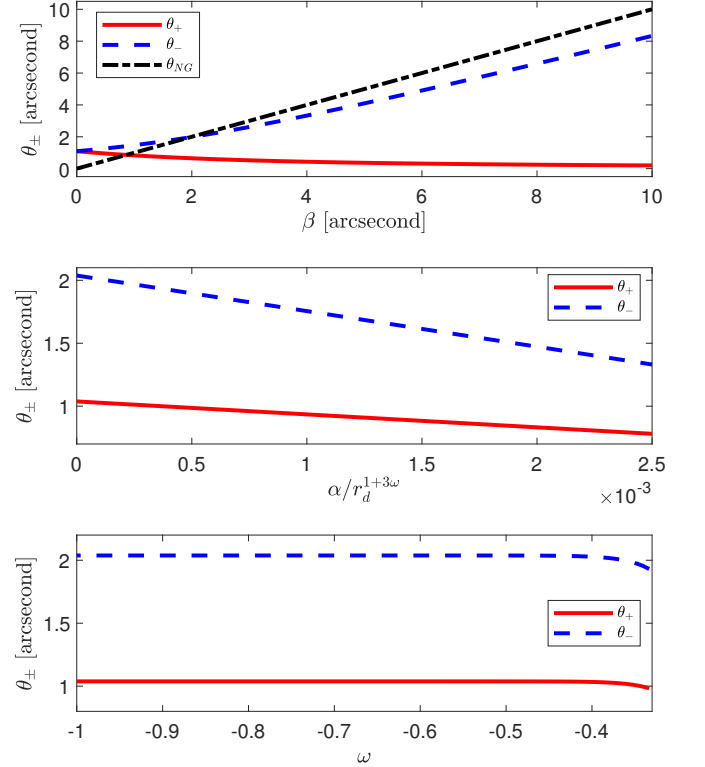 10
8
6
4
2
0
θ± [arcsecond]
θ+
θ−
θNG
0 2 4 6 8 10
β [arcsecond]
2
1.5
1
θ± [arcsecond]
θ+
θ−
0 0.5 1 1.5 2 2.5
α/r_d^{1+3ω}
×10^{-3}
2
1.5
1
θ± [arcsecond]
θ+
θ−
-1 -0.9 -0.8 -0.7 -0.6 -0.5 -0.4
ω